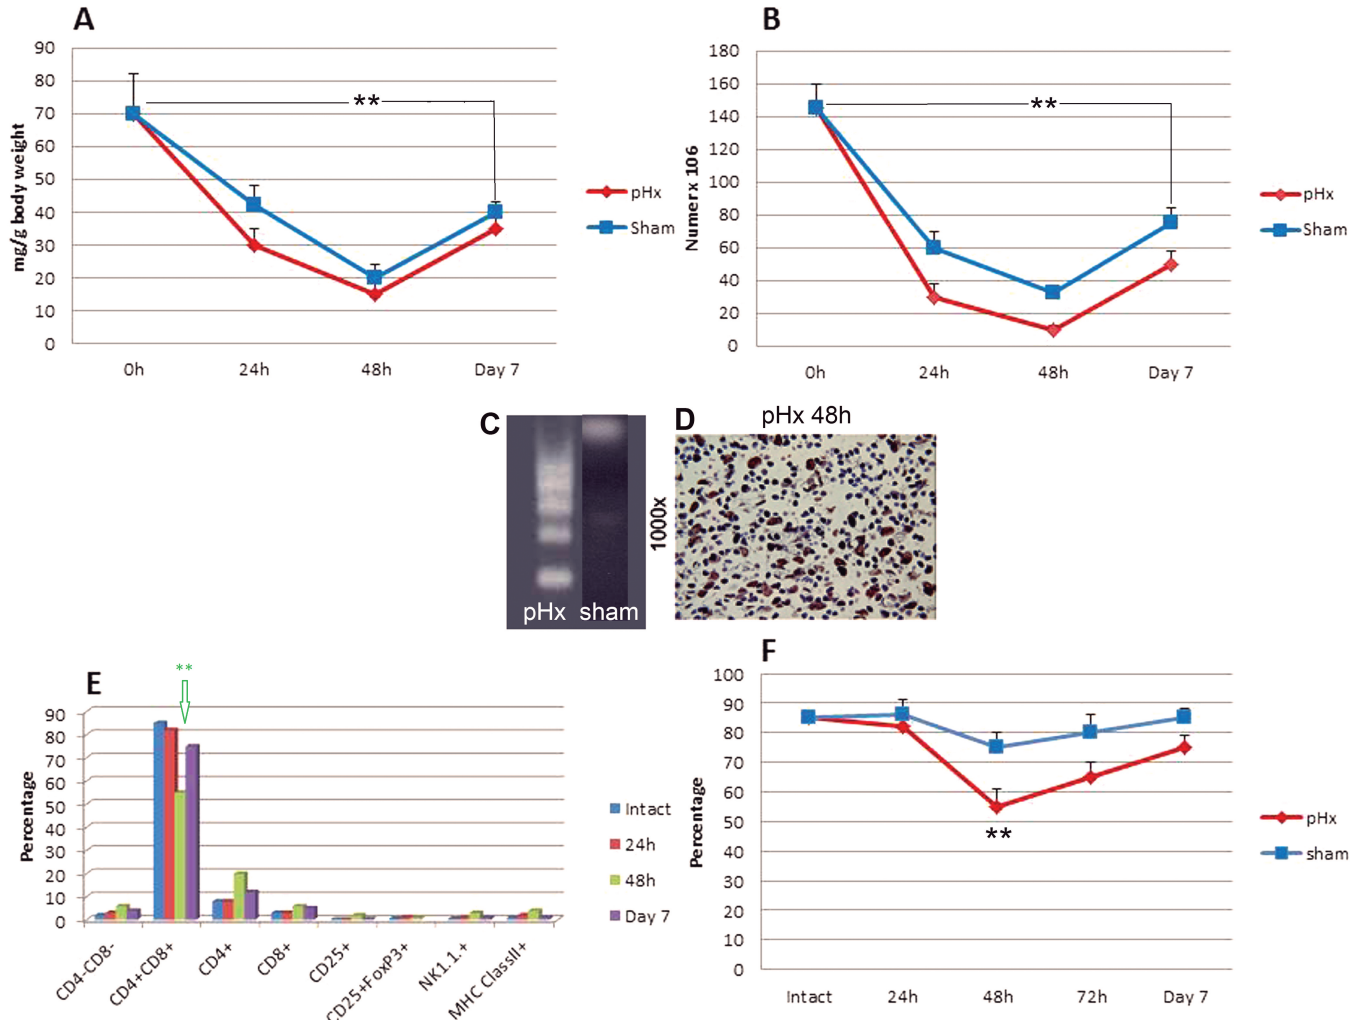 A
90
80
70
60
50
40
30
20
10
0
mg/g body weight
**
0h
24h
48h
Day 7
pHx
Sham
B
180
160
140
120
100
80
60
40
20
0
Numerx 106
**
0h
24h
48h
Day 7
pHx
Sham
C
pHx sham
D
pHx 48h
1000x
E
**
90
80
70
60
50
40
30
20
10
0
Percentage
CD4-CD8-
CD4+CD8+
CD4+
CD8+
CD25+
CD25+FoxP3+
NK1.1.+
MHC ClassII+
Intact
24h
48h
Day 7
F
100
90
80
70
60
50
40
30
20
10
0
Percentage
**
Intact
24h
48h
72h
Day 7
pHx
sham